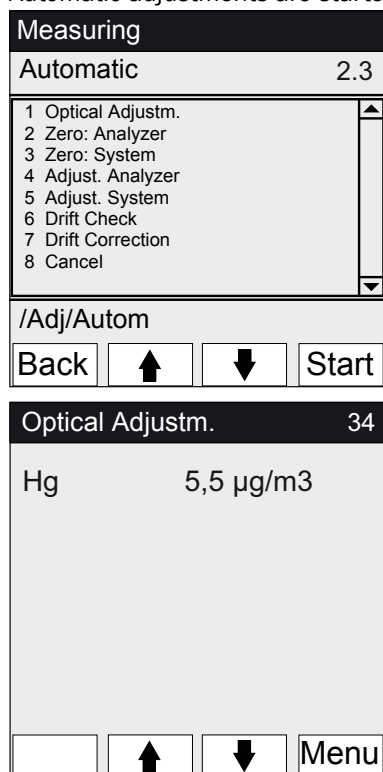 Automatic adjustments are starte
Measuring
Automatic 2.3
1 Optical Adjustm.
2 Zero: Analyzer
3 Zero: System
4 Adjust. Analyzer
5 Adjust. System
6 Drift Check
7 Drift Correction
8 Cancel
/Adj/Autom
Back Start
Optical Adjustm. 34
Hg 5,5 µg/m3
Menu